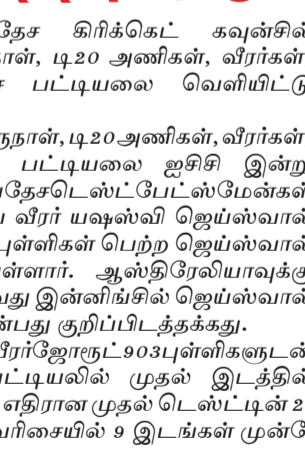 தேச கிரிக்கெட் கவுன்சில்
நாள், டி20 அணிகள், வீரர்கள்
பட்டியலை வெளியிட்டு
ருநாள், டி20அணிகள், வீரர்கள்
பட்டியலை ஐசிசி இன்று
தேசடெஸ்ட்பேட்ஸ்மேன்கள்
வீரர் யஷஸ்வி ஜெய்ஸ்வால்
புள்ளிகள் பெற்ற ஜெய்ஸ்வால்
ள்ளார். ஆஸ்திரேலியாவுக்கு
வது இன்னிங்சில் ஜெய்ஸ்வால்
ன்பது குறிப்பிடத்தக்கது.
வீரர்ஜோரூட்903புள்ளிகளுடன்
பட்டியலில் முதல் இடத்தில்
எதிரான முதல் டெஸ்ட்டின் 2
வரிசையில் 9 இடங்கள் முன்னே